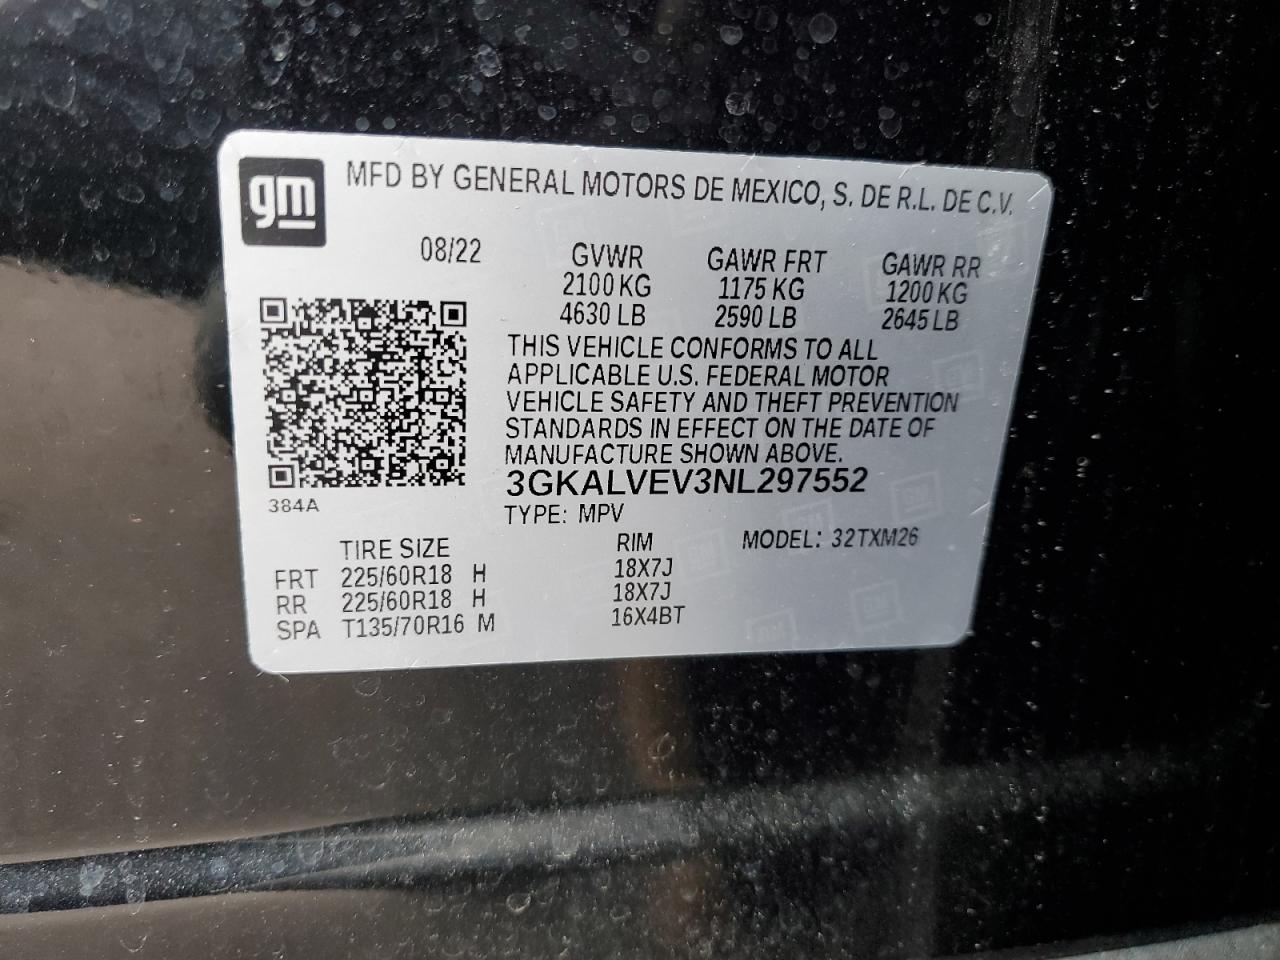 gm
MFD BY GENERAL MOTORS DE MEXICO, S. DE R.L. DE C.V.
08/22 GVWR GAWR FRT GAWR RR
2100 KG 1175 KG 1200 KG
4630 LB 2590 LB 2645 LB
THIS VEHICLE CONFORMS TO ALL
APPLICABLE U.S. FEDERAL MOTOR
VEHICLE SAFETY AND THEFT PREVENTION
STANDARDS IN EFFECT ON THE DATE OF
MANUFACTURE SHOWN ABOVE.
3GKALVEV3NL297552
384A
TYPE: MPV
TIRE SIZE RIM MODEL: 32TXM26
FRT 225/60R18 H 18X7J
RR 225/60R18 H 18X7J
SPA T135/70R16 M 16X4BT